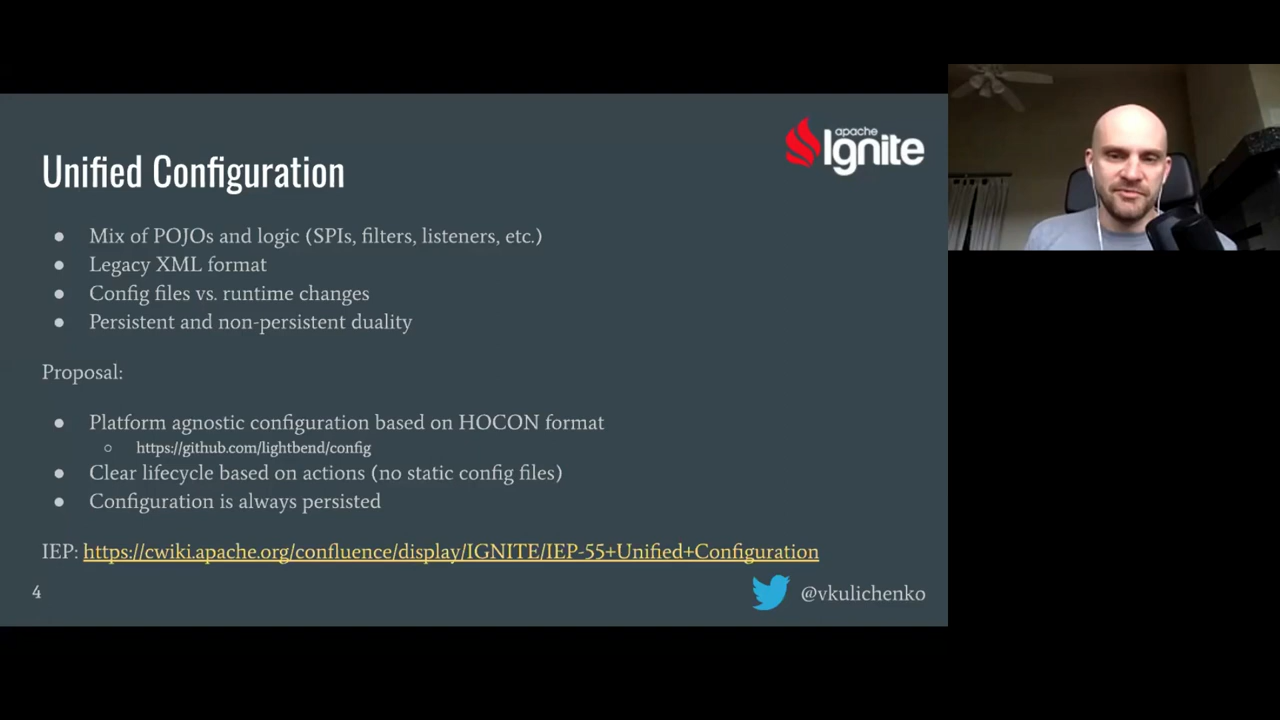 apache
Ignite
Unified Configuration
● Mix of POJOs and logic (SPIs, filters, listeners, etc.)
● Legacy XML format
● Config files vs. runtime changes
● Persistent and non-persistent duality
Proposal:
● Platform agnostic configuration based on HOCON format
○ https://github.com/lightbend/config
● Clear lifecycle based on actions (no static config files)
● Configuration is always persisted
IEP: https://cwiki.apache.org/confluence/display/IGNITE/IEP-55+Unified+Configuration
4
@vkulichenko